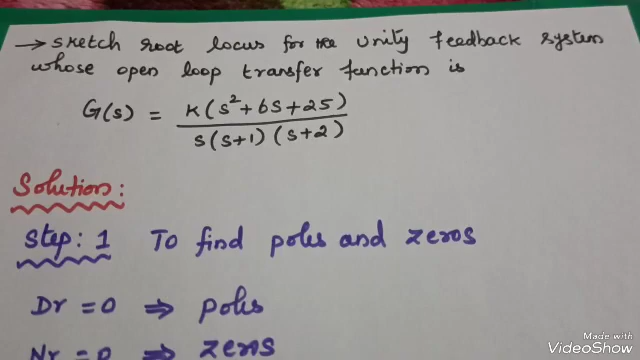 → Sketch root locus for the unity feedback system
whose open loop transfer function is
G(s) = K(s²+6s+25)
s(s+1)(s+2)
Solution:
Step: 1 To find poles and zeros
Dr = 0 ⇒ poles
Nr = 0 ⇒ zeros
Made with
VideoShow